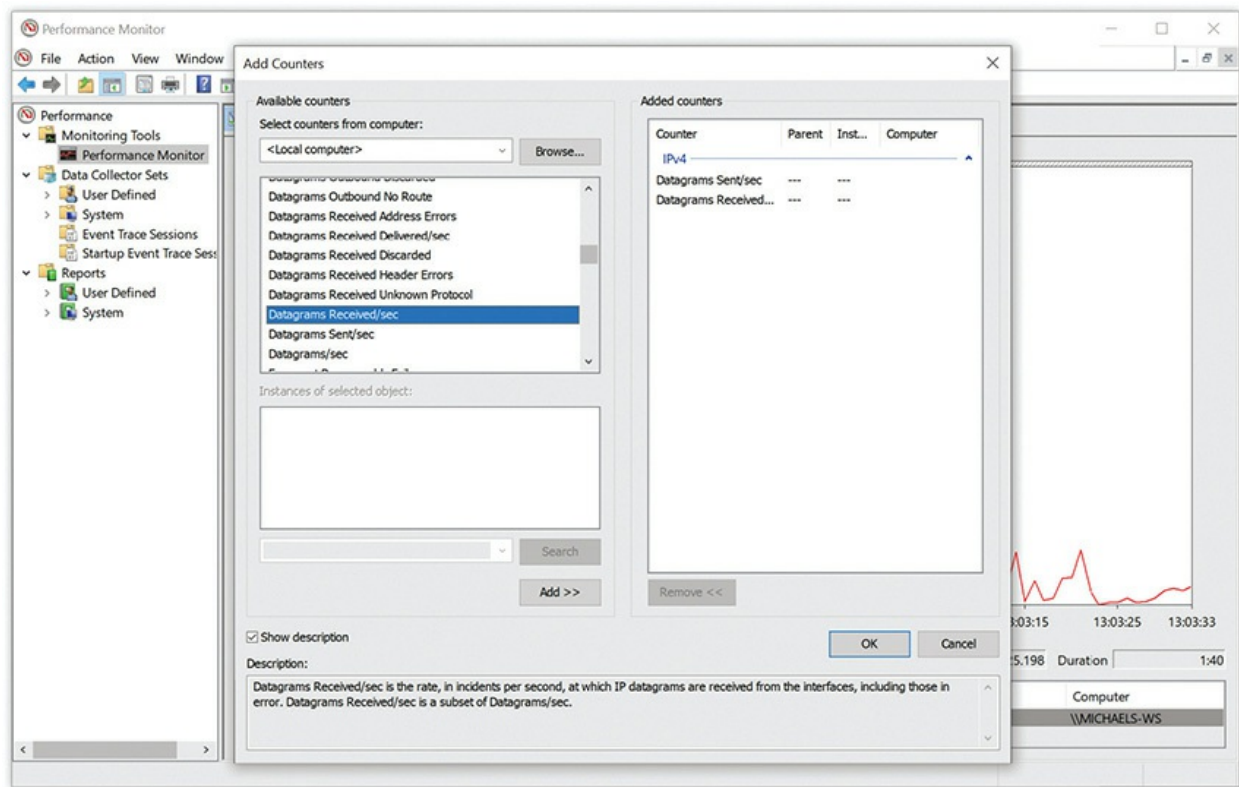 Performance Monitor
File Action View Window
Performance
Monitoring Tools
Performance Monitor
Data Collector Sets
User Defined
System
Event Trace Sessions
Startup Event Trace Sess
Reports
User Defined
System
Add Counters
Available counters
Select counters from computer:
<Local computer>
Browse...
Datagrams Outbound Discarded
Datagrams Outbound No Route
Datagrams Received Address Errors
Datagrams Received Delivered/sec
Datagrams Received Discarded
Datagrams Received Header Errors
Datagrams Received Unknown Protocol
Datagrams Received/sec
Datagrams Sent/sec
Datagrams/sec
Instances of selected object:
Search
Add >>
Added counters
Counter Parent Inst... Computer
IPv4
Datagrams Sent/sec --- ---
Datagrams Received... --- ---
Remove <<
Show description
OK Cancel
Description:
Datagrams Received/sec is the rate, in incidents per second, at which IP datagrams are received from the interfaces, including those in
error. Datagrams Received/sec is a subset of Datagrams/sec.
3:03:15 13:03:25 13:03:33
5.198 Duration 1:40
Computer
\\MICHAELS-WS